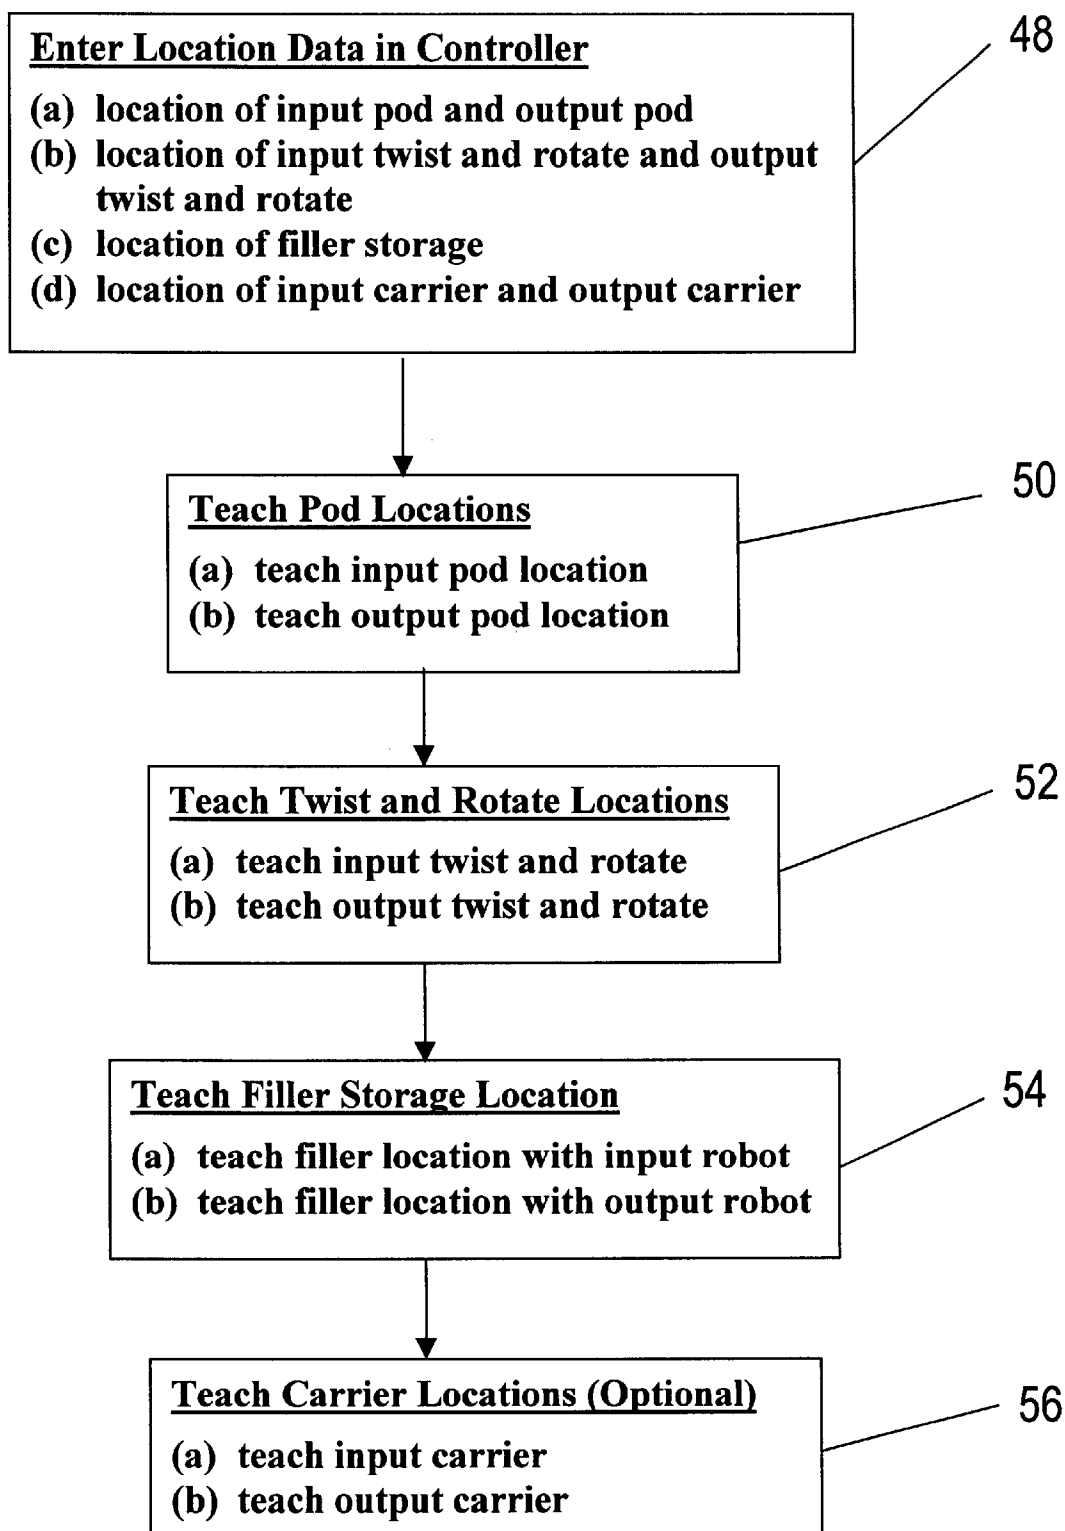 Enter Location Data in Controller
48
(a) location of input pod and output pod
(b) location of input twist and rotate and output
twist and rotate
(c) location of filler storage
(d) location of input carrier and output carrier
Teach Pod Locations
50
(a) teach input pod location
(b) teach output pod location
Teach Twist and Rotate Locations
52
(a) teach input twist and rotate
(b) teach output twist and rotate
Teach Filler Storage Location
54
(a) teach filler location with input robot
(b) teach filler location with output robot
Teach Carrier Locations (Optional)
56
(a) teach input carrier
(b) teach output carrier